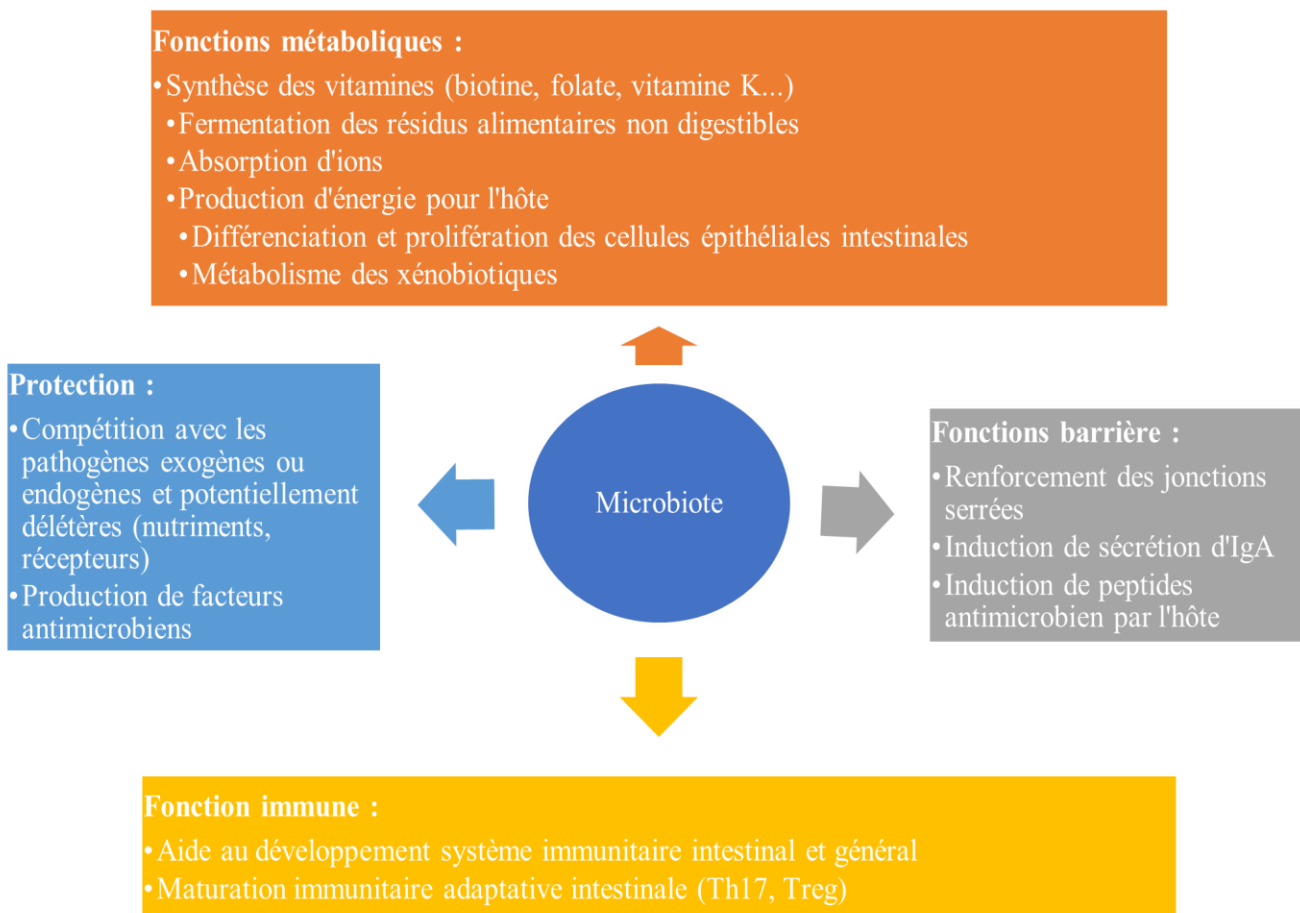 Fonctions métaboliques :
•Synthèse des vitamines (biotine, folate, vitamine K...)
•Fermentation des résidus alimentaires non digestibles
•Absorption d'ions
•Production d'énergie pour l'hôte
•Différenciation et prolifération des cellules épithéliales intestinales
•Métabolisme des xénobiotiques
Protection :
•Compétition avec les
pathogènes exogènes ou
endogènes et potentiellement
délétères (nutriments,
récepteurs)
•Production de facteurs
antimicrobiens
Microbiote
Fonctions barrière :
•Renforcement des jonctions
serrées
•Induction de sécrétion d'IgA
•Induction de peptides
antimicrobien par l'hôte
Fonction immune :
•Aide au développement système immunitaire intestinal et général
•Maturation immunitaire adaptative intestinale (Th17, Treg)